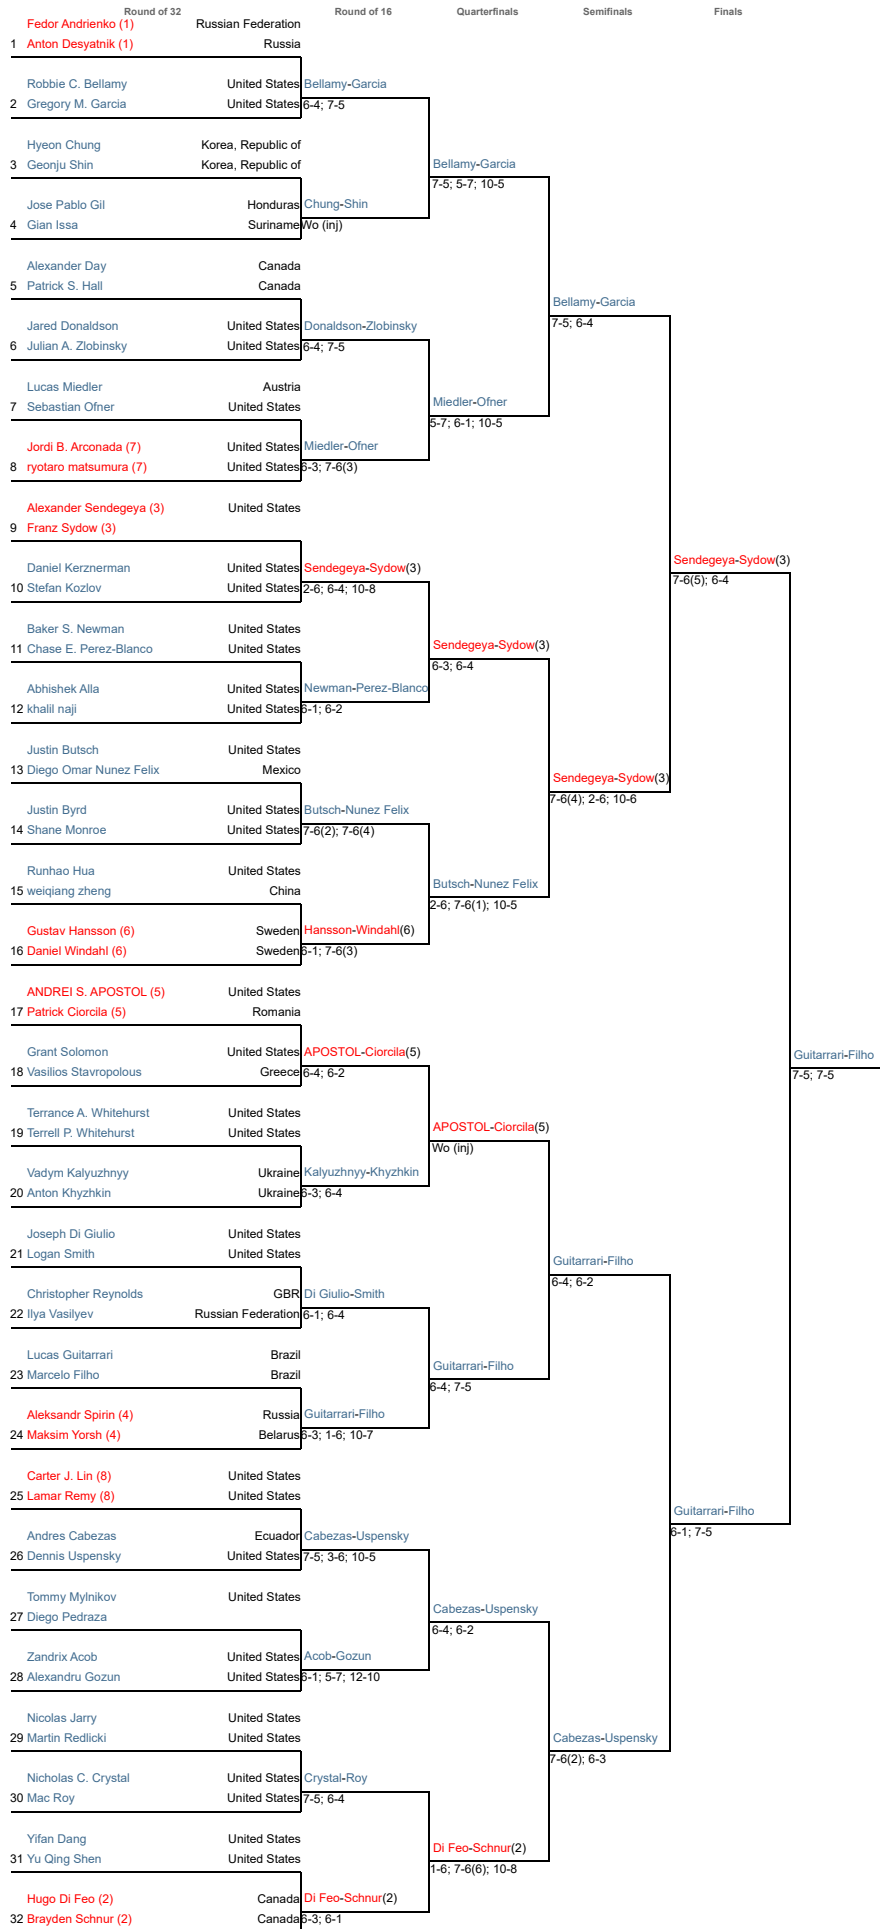 Round of 32 Round of 16 Quarterfinals Semifinals Finals
Fedor Andrienko (1) Russian Federation
1 Anton Desyatnik (1) Russia
Robbie C. Bellamy United States Bellamy-Garcia
2 Gregory M. Garcia United States 6-4; 7-5
Hyeon Chung Korea, Republic of
Bellamy-Garcia
3 Geonju Shin Korea, Republic of
7-5; 5-7; 10-5
Jose Pablo Gil Honduras Chung-Shin
4 Gian Issa Suriname Wo (inj)
Alexander Day Canada
5 Patrick S. Hall Canada
Bellamy-Garcia
7-5; 6-4
Jared Donaldson United States Donaldson-Zlobinsky
6 Julian A. Zlobinsky United States 6-4; 7-5
Lucas Miedler Austria
Miedler-Ofner
7 Sebastian Ofner United States
5-7; 6-1; 10-5
Jordi B. Arconada (7) United States Miedler-Ofner
8 ryotaro matsumura (7) United States 6-3; 7-6(3)
Alexander Sendegeya (3) United States
9 Franz Sydow (3)
Sendegeya-Sydow(3)
Daniel Kerznerman United States Sendegeya-Sydow(3)
7-6(5); 6-4
10 Stefan Kozlov United States 2-6; 6-4; 10-8
Baker S. Newman United States
Sendegeya-Sydow(3)
11 Chase E. Perez-Blanco United States
6-3; 6-4
Abhishek Alla United States Newman-Perez-Blanco
12 khalil naji United States 6-1; 6-2
Justin Butsch United States
13 Diego Omar Nunez Felix Mexico
Sendegeya-Sydow(3)
7-6(4); 2-6; 10-6
Justin Byrd United States Butsch-Nunez Felix
14 Shane Monroe United States 7-6(2); 7-6(4)
Runhao Hua United States
Butsch-Nunez Felix
15 weiqiang zheng China
2-6; 7-6(1); 10-5
Gustav Hansson (6) Sweden Hansson-Windahl(6)
16 Daniel Windahl (6) Sweden 6-1; 7-6(3)
ANDREI S. APOSTOL (5) United States
17 Patrick Ciorcila (5) Romania
Grant Solomon United States APOSTOL-Ciorcila(5)
Guitarrari-Filho
18 Vasilios Stavropolous Greece 6-4; 6-2
7-5; 7-5
Terrance A. Whitehurst United States
APOSTOL-Ciorcila(5)
19 Terrell P. Whitehurst United States
Wo (inj)
Vadym Kalyuzhnyy Ukraine Kalyuzhnyy-Khyzhkin
20 Anton Khyzhkin Ukraine 6-3; 6-4
Joseph Di Giulio United States
21 Logan Smith United States
Guitarrari-Filho
6-4; 6-2
Christopher Reynolds GBR Di Giulio-Smith
22 Ilya Vasilyev Russian Federation 6-1; 6-4
Lucas Guitarrari Brazil
Guitarrari-Filho
23 Marcelo Filho Brazil
6-4; 7-5
Aleksandr Spirin (4) Russia Guitarrari-Filho
24 Maksim Yorsh (4) Belarus 6-3; 1-6; 10-7
Carter J. Lin (8) United States
25 Lamar Remy (8) United States
Guitarrari-Filho
6-1; 7-5
Andres Cabezas Ecuador Cabezas-Uspensky
26 Dennis Uspensky United States 7-5; 3-6; 10-5
Tommy Mylnikov United States
Cabezas-Uspensky
27 Diego Pedraza
6-4; 6-2
Zandrix Acob United States Acob-Gozun
28 Alexandru Gozun United States 6-1; 5-7; 12-10
Nicolas Jarry United States
29 Martin Redlicki United States
Cabezas-Uspensky
7-6(2); 6-3
Nicholas C. Crystal United States Crystal-Roy
30 Mac Roy United States 7-5; 6-4
Yifan Dang United States
Di Feo-Schnur(2)
31 Yu Qing Shen United States
1-6; 7-6(6); 10-8
Hugo Di Feo (2) Canada Di Feo-Schnur(2)
32 Brayden Schnur (2) Canada 6-3; 6-1